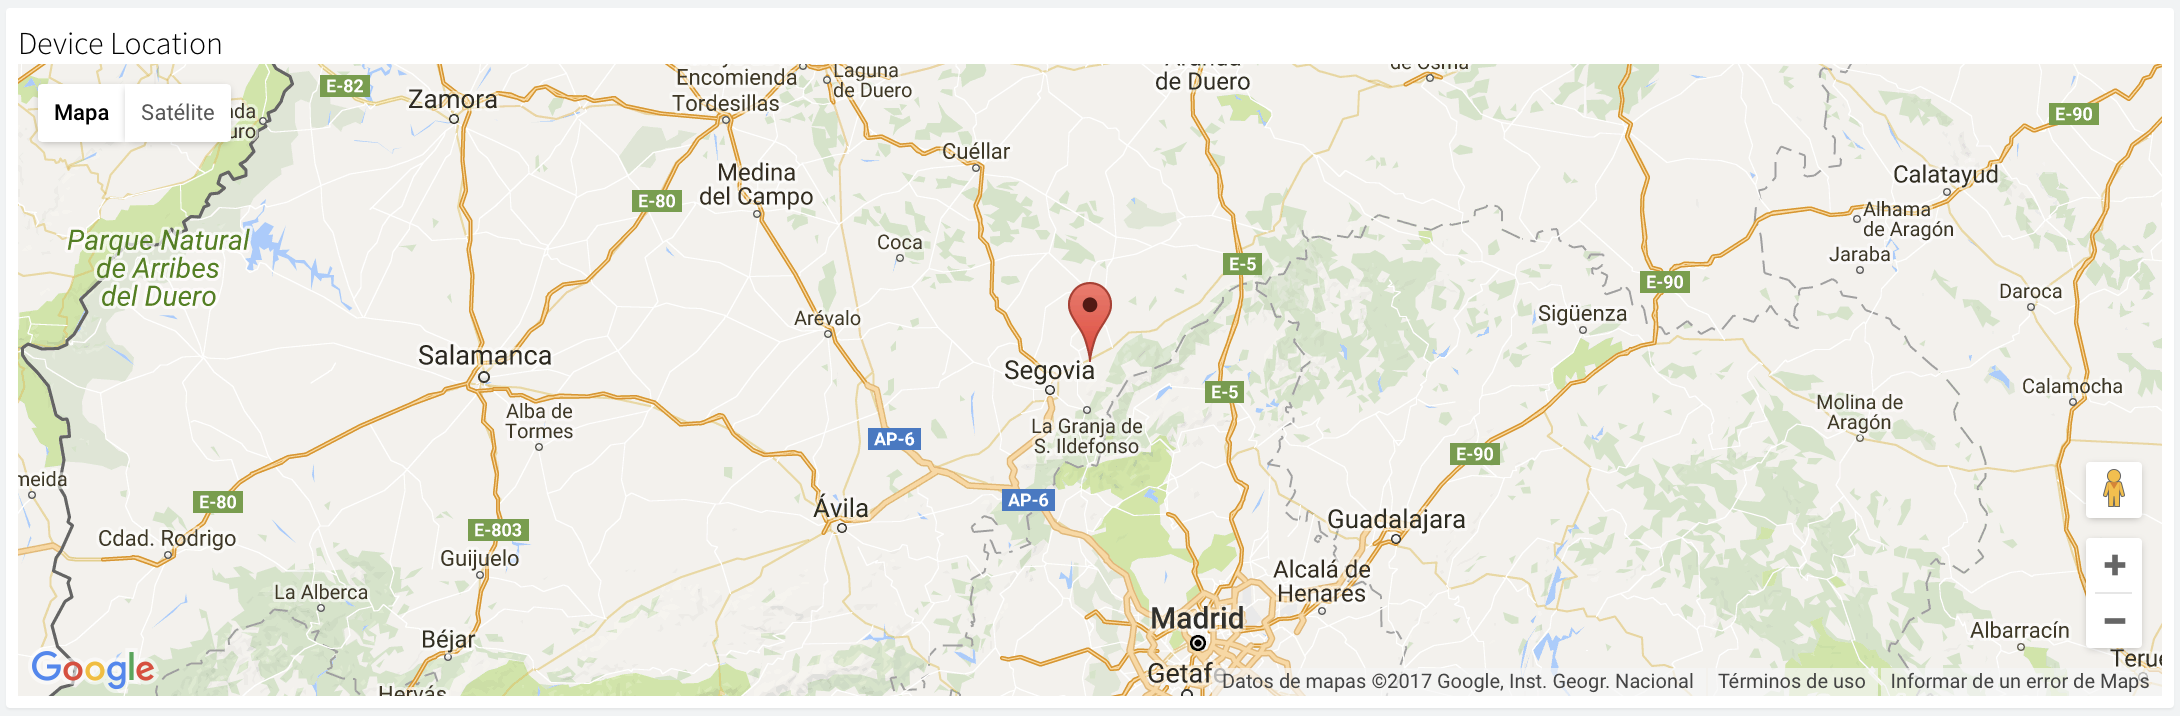 Device Location
Mapa
Satélite
E-82
Zamora
Encomienda
Tordesillas
Laguna
de Duero
de Duero
de Osma
E-90
Cuéllar
Medina
del Campo
E-80
Calatayud
Alhama
de Aragón
Jaraba
Parque Natural
de Arribes
del Duero
Coca
E-5
E-90
Daroca
Arévalo
Sigüenza
Salamanca
Segovia
E-5
Calamocha
Alba de
Tormes
AP-6
La Granja de
S. Ildefonso
Molina de
Aragón
E-90
E-80
AP-6
Ávila
Guadalajara
E-803
Cdad. Rodrigo
Guijuelo
Alcalá de
Henares
La Alberca
Madrid
Béjar
Albarracín
Getafe
Google
Hervás
Datos de mapas ©2017 Google, Inst. Geogr. Nacional
Términos de uso
Informar de un error de Maps